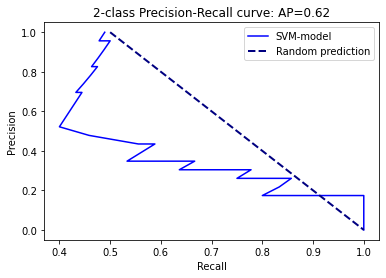 2-class Precision-Recall curve: AP=0.62
SVM-model
Random prediction
Precision
1.0
0.8
0.6
0.4
0.2
0.0
0.4 0.5 0.6 0.7 0.8 0.9 1.0
Recall